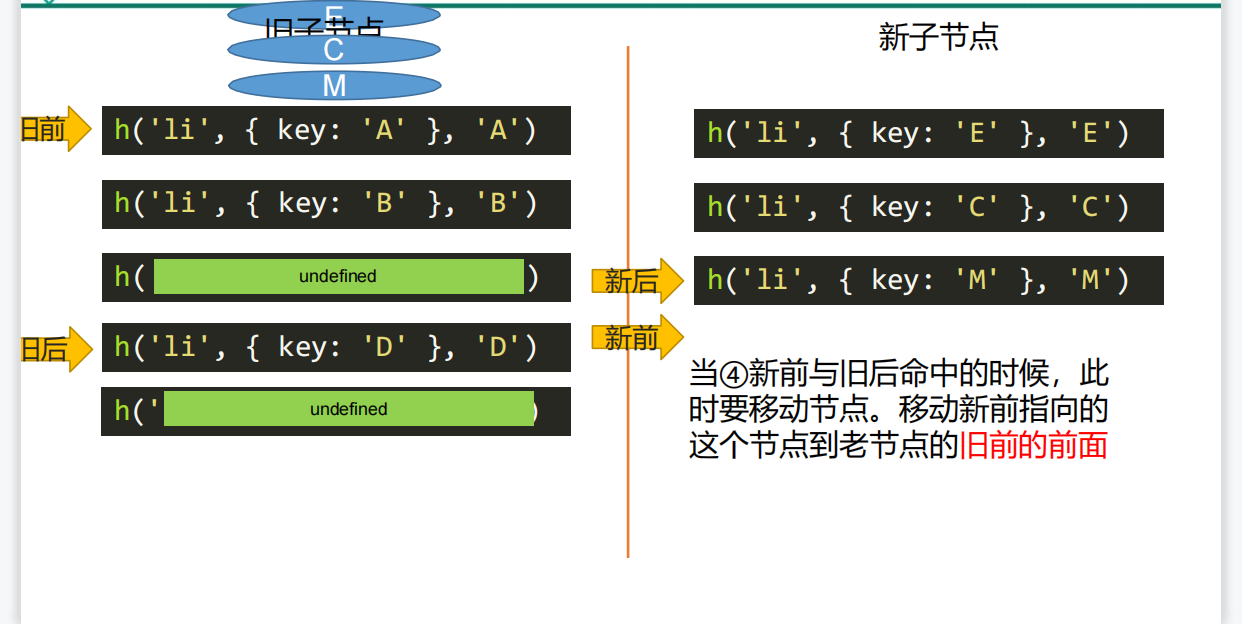 E
旧子节点
C
M
新子节点
旧前
h('li', { key: 'A' }, 'A')
h('li', { key: 'B' }, 'B')
h( undefined )
旧后
h('li', { key: 'D' }, 'D')
h(' undefined )
h('li', { key: 'E' }, 'E')
h('li', { key: 'C' }, 'C')
新后
h('li', { key: 'M' }, 'M')
新前
当④新前与旧后命中的时候，此
时要移动节点。移动新前指向的
这个节点到老节点的旧前的前面